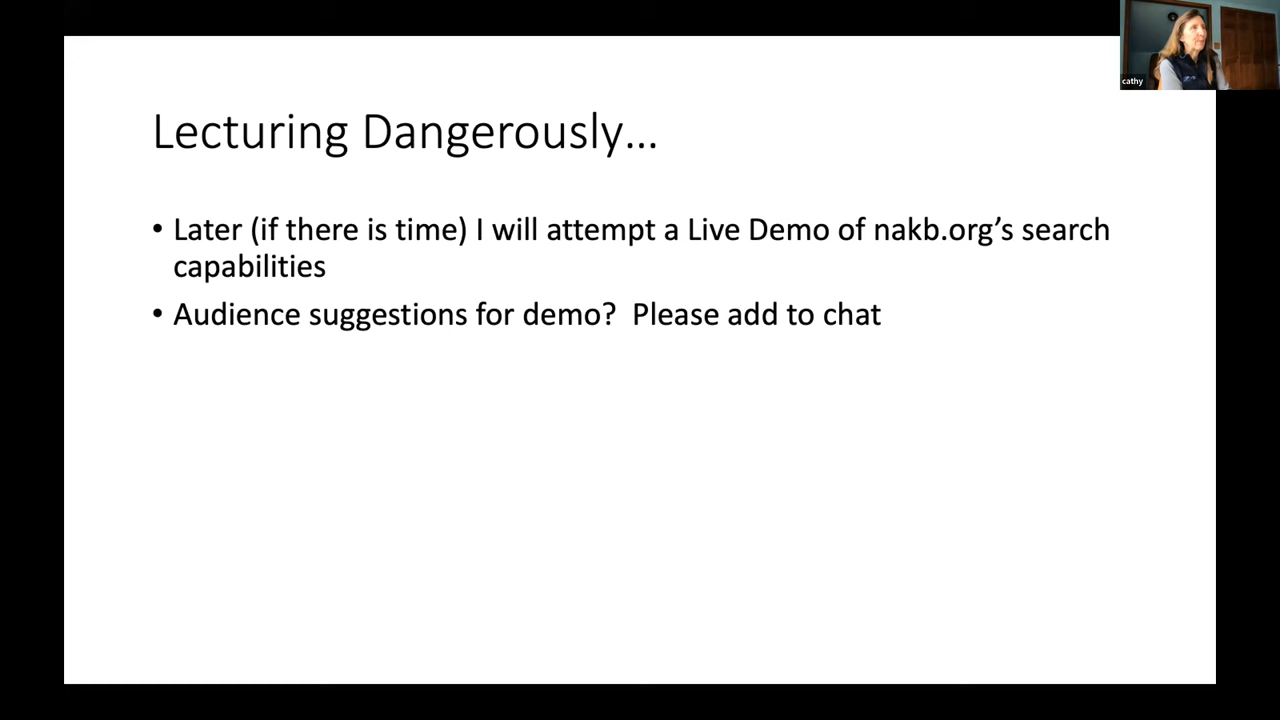 Lecturing Dangerously...
• Later (if there is time) I will attempt a Live Demo of nakb.org’s search
capabilities
• Audience suggestions for demo?  Please add to chat
cathy